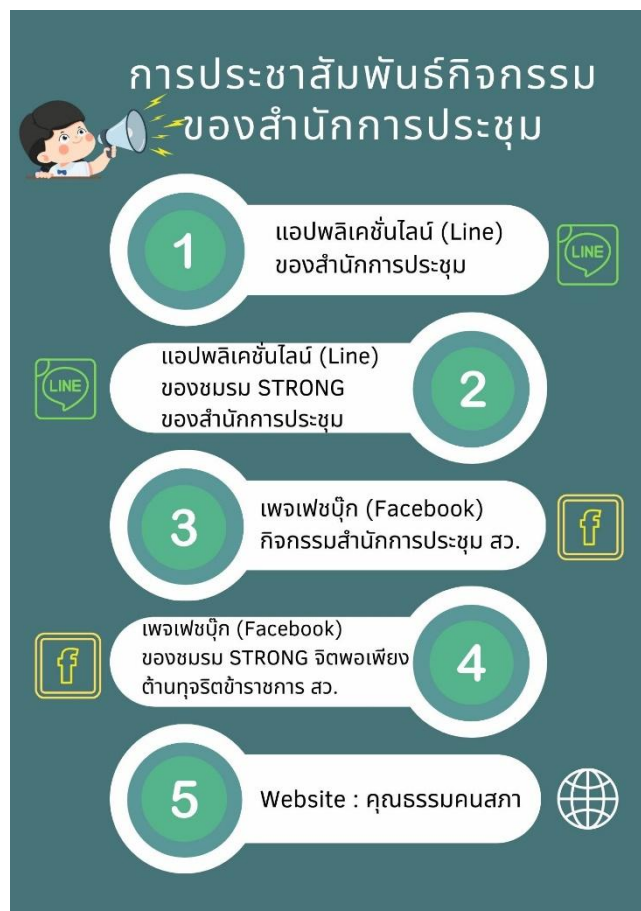 การประชาสัมพันธ์กิจกรรม
ของสำนักการประชุม
1
แอปพลิเคชั่นไลน์ (Line)
ของสำนักการประชุม
LINE
LINE
แอปพลิเคชั่นไลน์ (Line)
ของชมรม STRONG
ของสำนักการประชุม
2
3
เพจเฟซบุ๊ก (Facebook)
กิจกรรมสำนักการประชุม สว.
f
f
เพจเฟซบุ๊ก (Facebook)
ของชมรม STRONG จิตพอเพียง
ต้านทุจริตข้าราชการ สว.
4
5
Website : คุณธรรมคนสภา